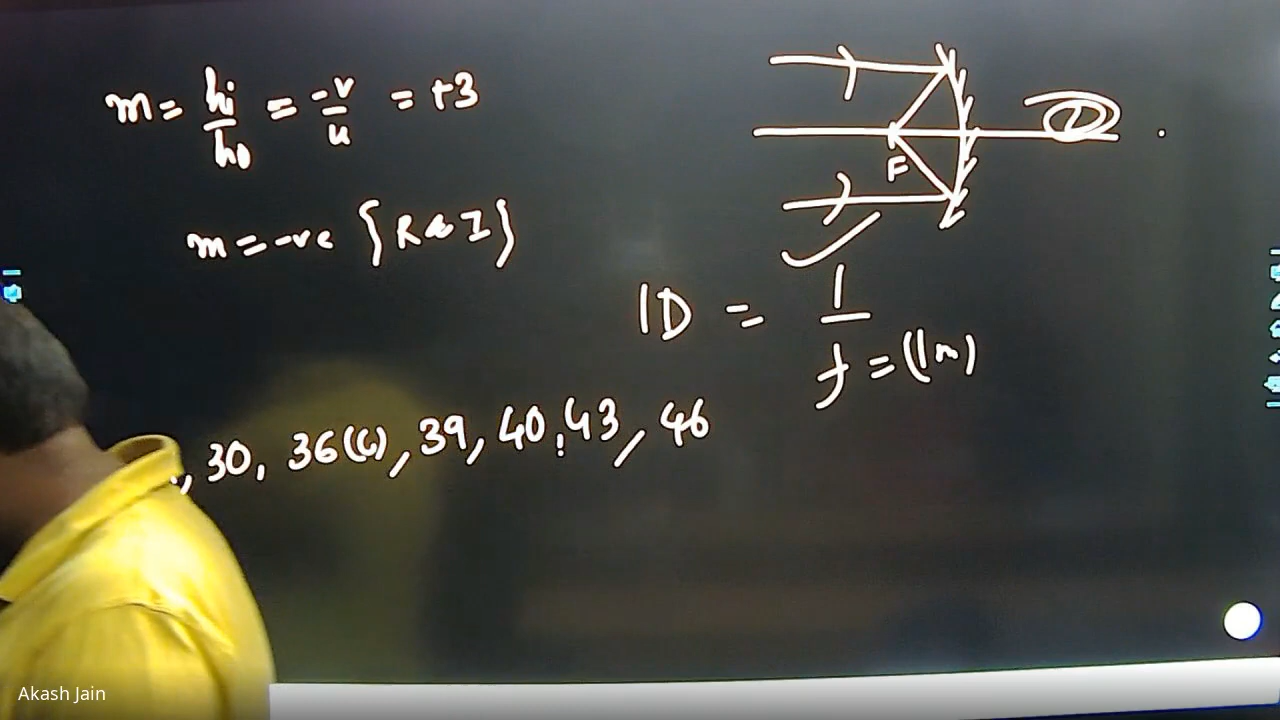 m = hi/ho = -v/u = +3
m = -ve {R & I}
F
1D = 1/f = (1m)
, 30, 36(c), 39, 40, 43, 46
Akash Jain